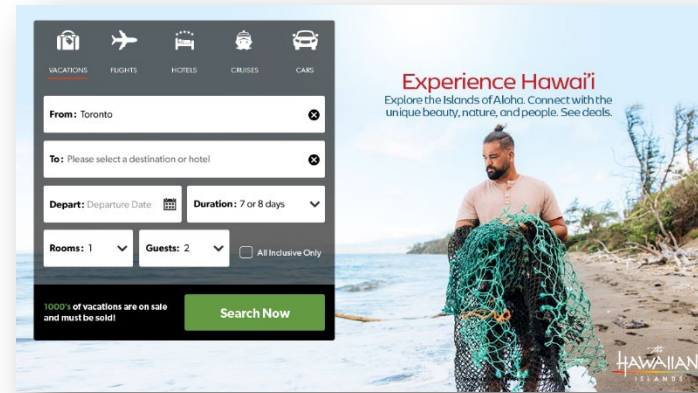 VACATIONS FLIGHTS HOTELS CRUISES CARS
From: Toronto
To: Please select a destination or hotel
Depart: Departure Date
Duration: 7 or 8 days
Rooms: 1
Guests: 2
All Inclusive Only
1000's of vacations are on sale
and must be sold!
Search Now
Experience Hawai'i
Explore the Islands of Aloha. Connect with the
unique beauty, nature, and people. See deals.
The
HAWAIIAN
ISLANDS